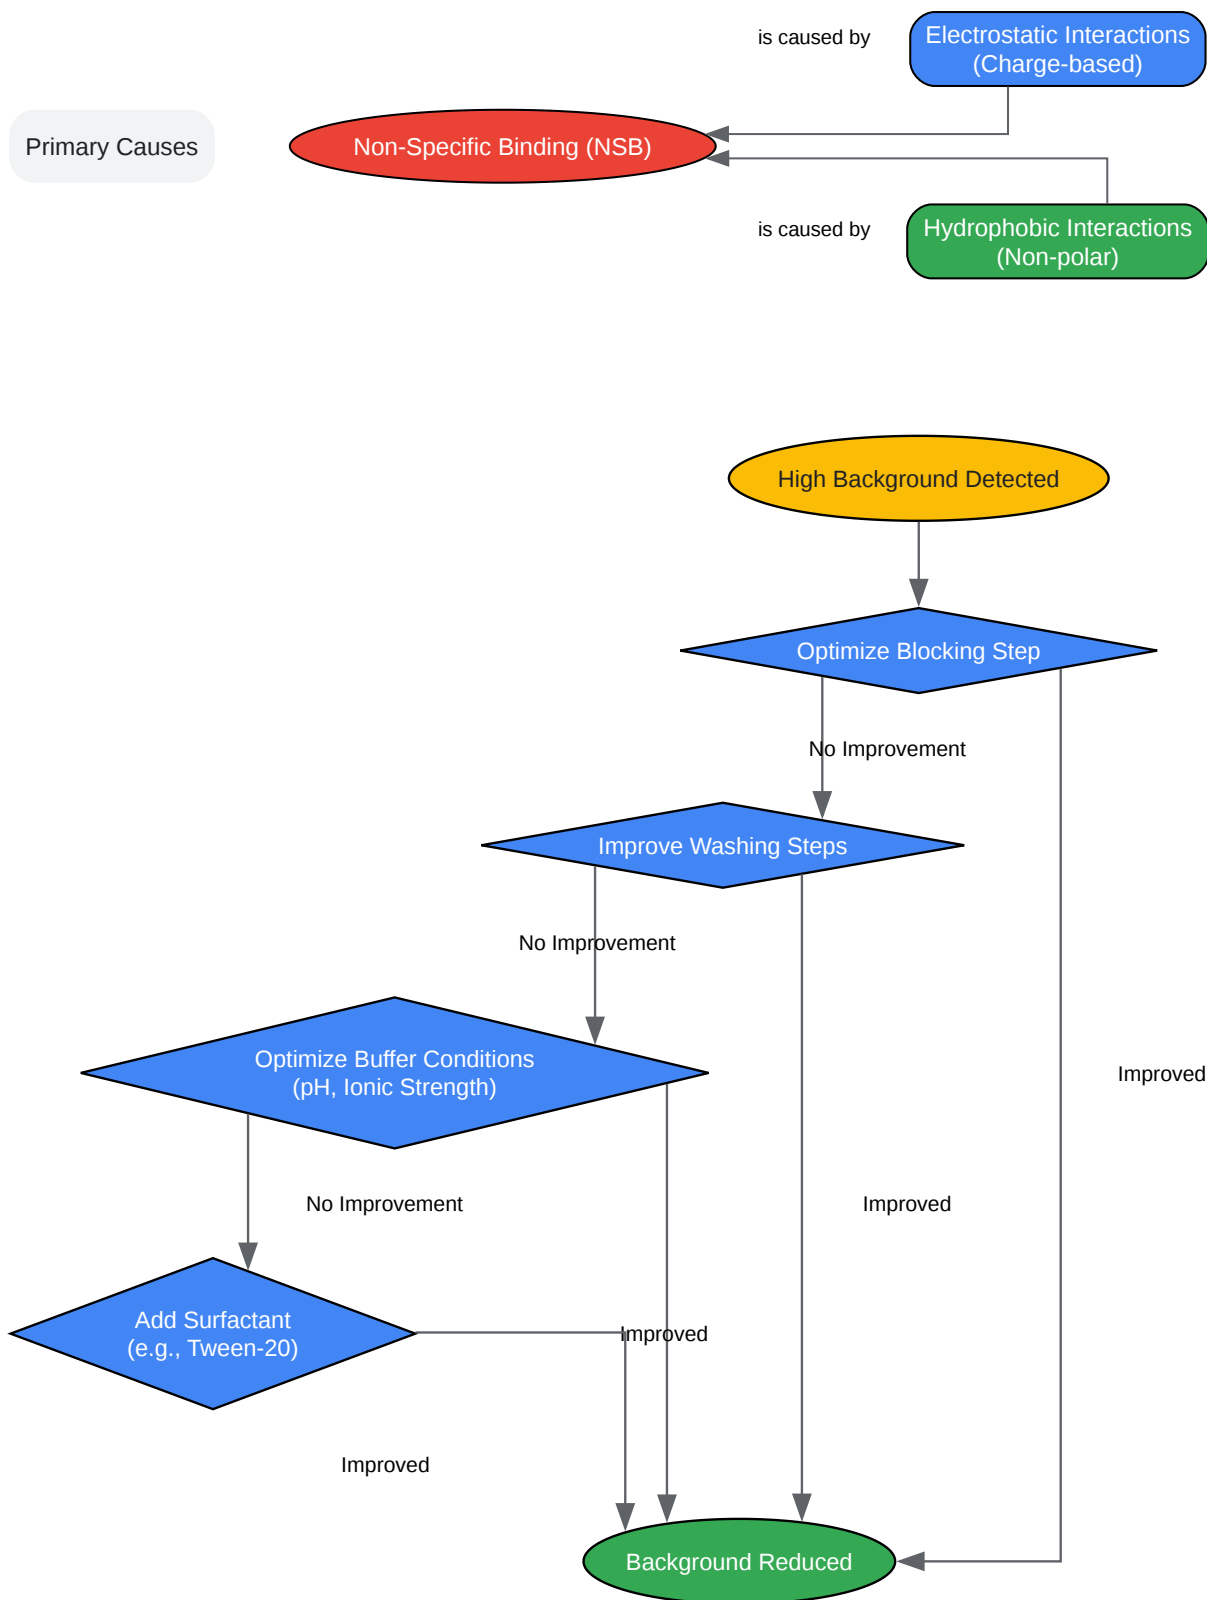 is caused by
Electrostatic Interactions
(Charge-based)
Primary Causes
Non-Specific Binding (NSB)
is caused by
Hydrophobic Interactions
(Non-polar)
High Background Detected
Optimize Blocking Step
No Improvement
Improve Washing Steps
No Improvement
Optimize Buffer Conditions
(pH, Ionic Strength)
Improved
No Improvement
Improved
Add Surfactant
(e.g., Tween-20)
Improved
Improved
Background Reduced